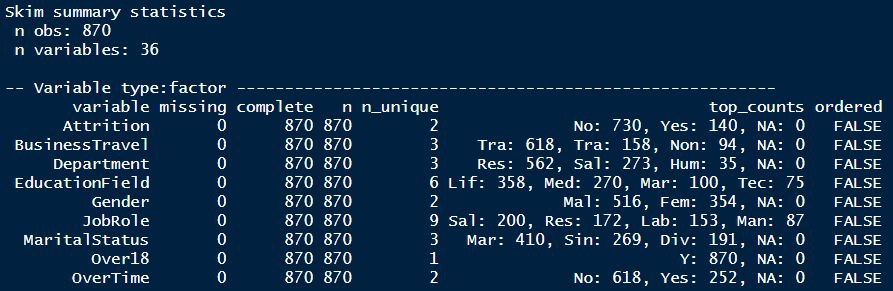 Skim summary statistics
n obs: 870
n variables: 36
-- Variable type:factor -------------------------------------------------------
variable missing complete n n_unique top_counts ordered
Attrition 0 870 870 2 No: 730, Yes: 140, NA: 0 FALSE
BusinessTravel 0 870 870 3 Tra: 618, Tra: 158, Non: 94, NA: 0 FALSE
Department 0 870 870 3 Res: 562, Sal: 273, Hum: 35, NA: 0 FALSE
EducationField 0 870 870 6 Lif: 358, Med: 270, Mar: 100, Tec: 75 FALSE
Gender 0 870 870 2 Mal: 516, Fem: 354, NA: 0 FALSE
JobRole 0 870 870 9 Sal: 200, Res: 172, Lab: 153, Man: 87 FALSE
MaritalStatus 0 870 870 3 Mar: 410, Sin: 269, Div: 191, NA: 0 FALSE
Over18 0 870 870 1 Y: 870, NA: 0 FALSE
OverTime 0 870 870 2 No: 618, Yes: 252, NA: 0 FALSE